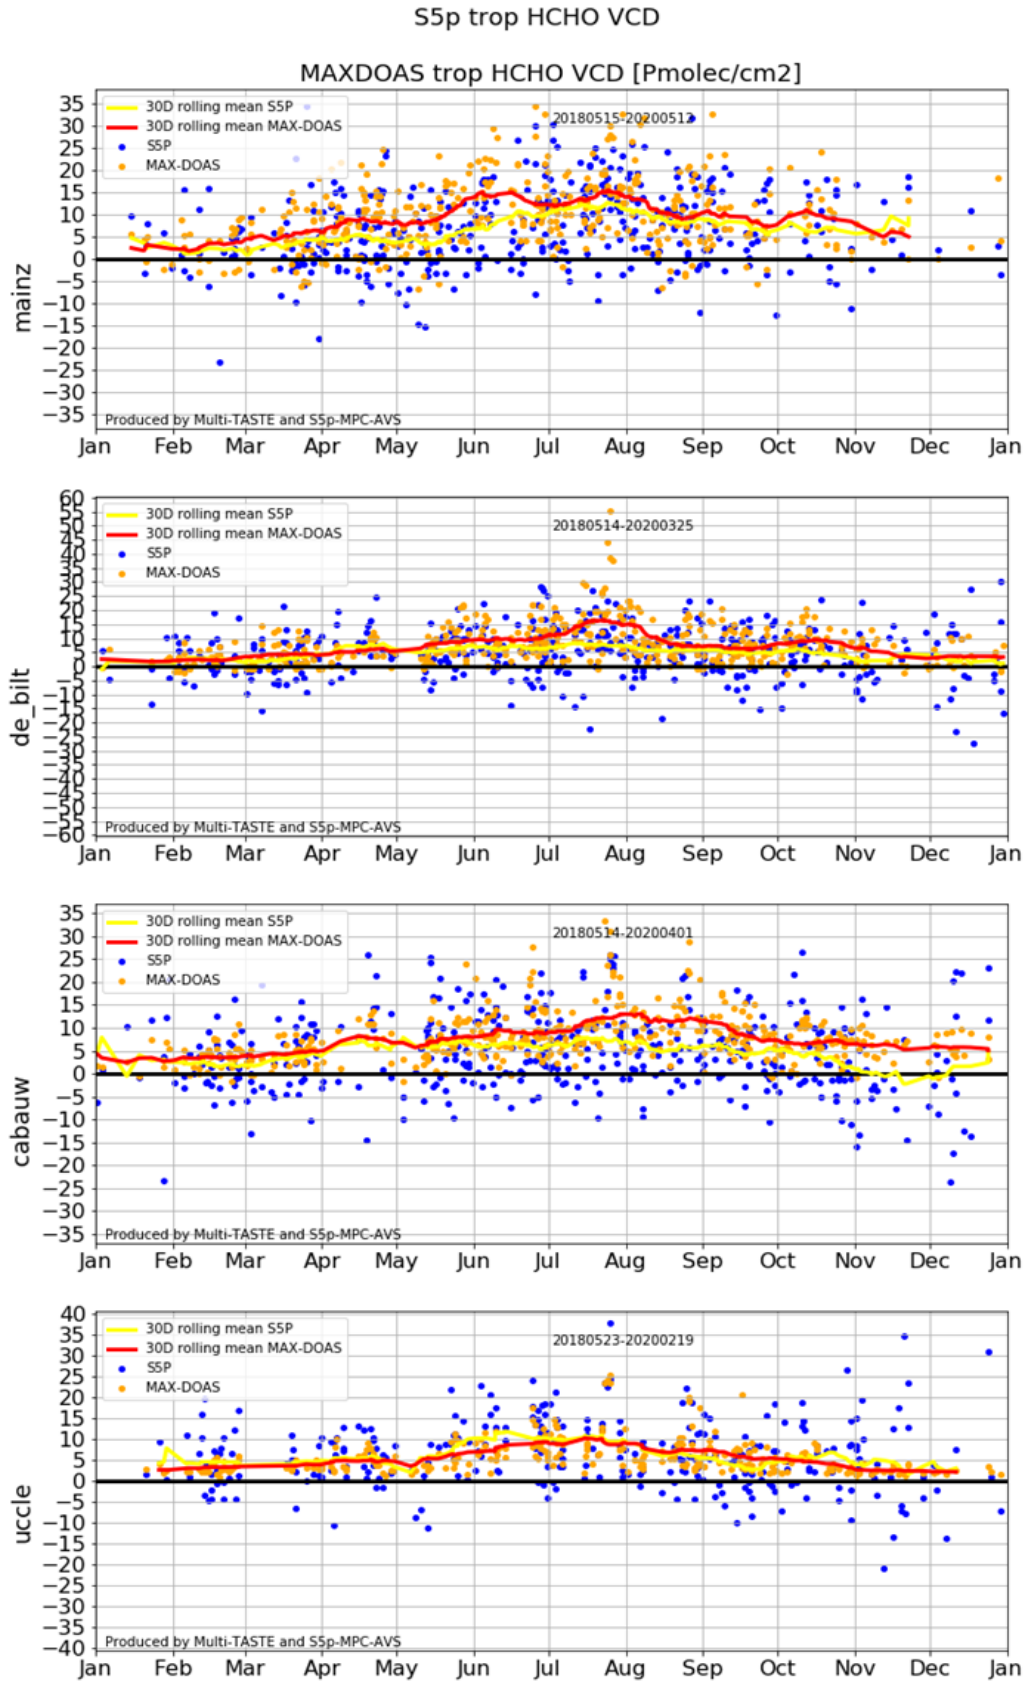 S5p trop HCHO VCD
MAXDOAS trop HCHO VCD [Pmolec/cm2]
mainz
35
30
25
20
15
10
5
0
−5
−10
−15
−20
−25
−30
−35
30D rolling mean S5P
30D rolling mean MAX-DOAS
S5P
MAX-DOAS
20180515-20200512
Produced by Multi-TASTE and S5p-MPC-AVS
Jan Feb Mar Apr May Jun Jul Aug Sep Oct Nov Dec Jan
de_bilt
60
55
50
45
40
35
30
25
20
15
10
5
0
−5
−10
−15
−20
−25
−30
−35
−40
−45
−50
−55
−60
30D rolling mean S5P
30D rolling mean MAX-DOAS
S5P
MAX-DOAS
20180514-20200325
Produced by Multi-TASTE and S5p-MPC-AVS
Jan Feb Mar Apr May Jun Jul Aug Sep Oct Nov Dec Jan
cabauw
35
30
25
20
15
10
5
0
−5
−10
−15
−20
−25
−30
−35
30D rolling mean S5P
30D rolling mean MAX-DOAS
S5P
MAX-DOAS
20180514-20200401
Produced by Multi-TASTE and S5p-MPC-AVS
Jan Feb Mar Apr May Jun Jul Aug Sep Oct Nov Dec Jan
uccle
40
35
30
25
20
15
10
5
0
−5
−10
−15
−20
−25
−30
−35
−40
30D rolling mean S5P
30D rolling mean MAX-DOAS
S5P
MAX-DOAS
20180523-20200219
Produced by Multi-TASTE and S5p-MPC-AVS
Jan Feb Mar Apr May Jun Jul Aug Sep Oct Nov Dec Jan